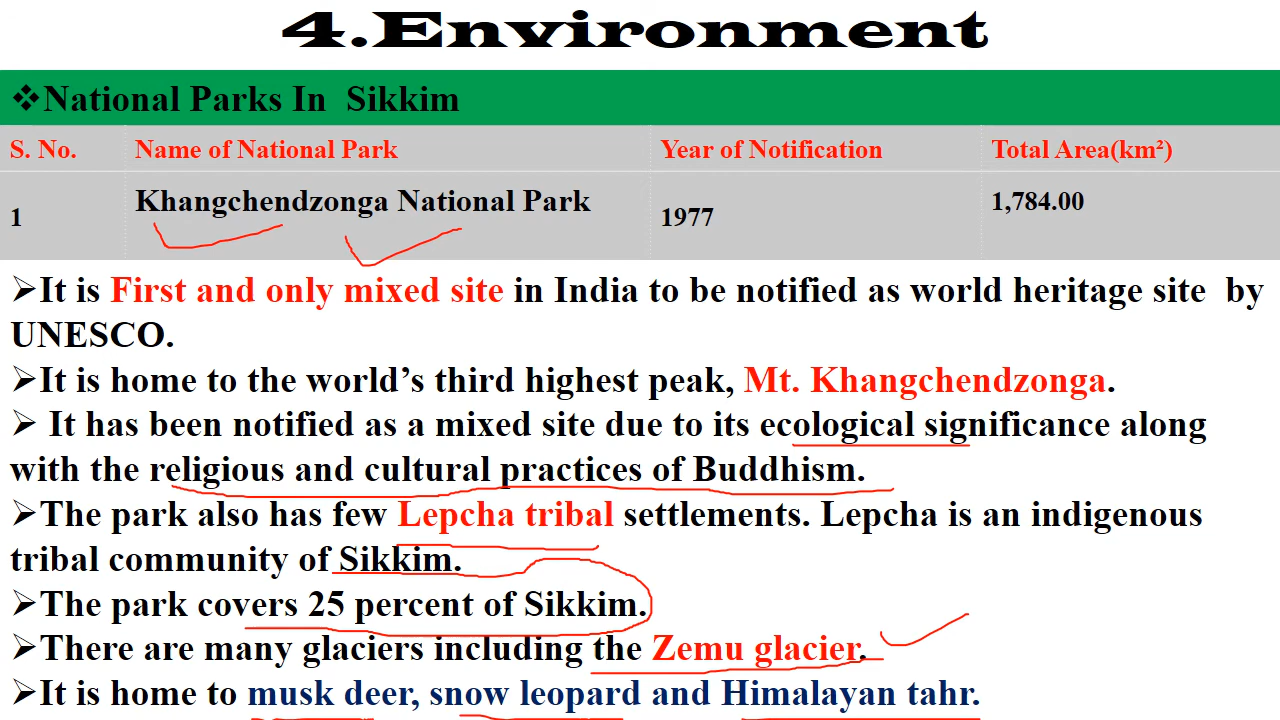 4.Environment
❖National Parks In Sikkim
S. No. Name of National Park Year of Notification Total Area(km²)
1 Khangchendzonga National Park 1977 1,784.00
➢It is First and only mixed site in India to be notified as world heritage site by
UNESCO.
➢It is home to the world’s third highest peak, Mt. Khangchendzonga.
➢ It has been notified as a mixed site due to its ecological significance along
with the religious and cultural practices of Buddhism.
➢The park also has few Lepcha tribal settlements. Lepcha is an indigenous
tribal community of Sikkim.
➢The park covers 25 percent of Sikkim.
➢There are many glaciers including the Zemu glacier.
➢It is home to musk deer, snow leopard and Himalayan tahr.